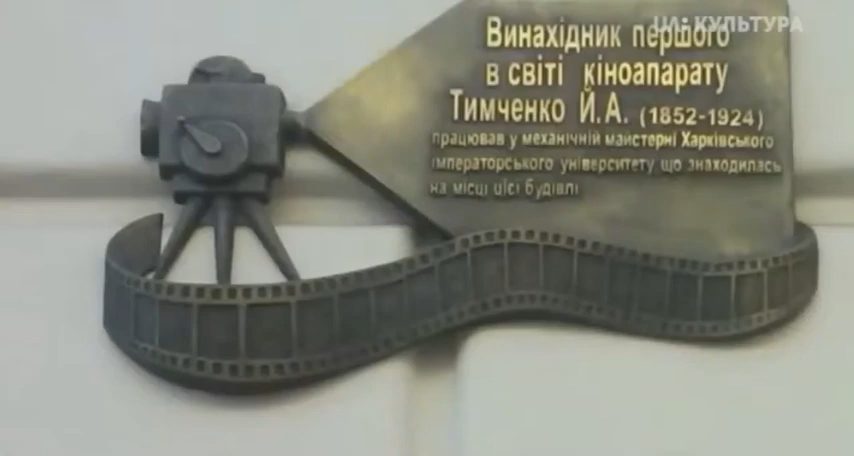 UA: КУЛЬТУРА
Винахідник першого
в світі кіноапарату
Тимченко Й.А. (1852-1924)
працював у механічній майстерні Харківського
імператорського університету що знаходилась
на місці цієї будівлі